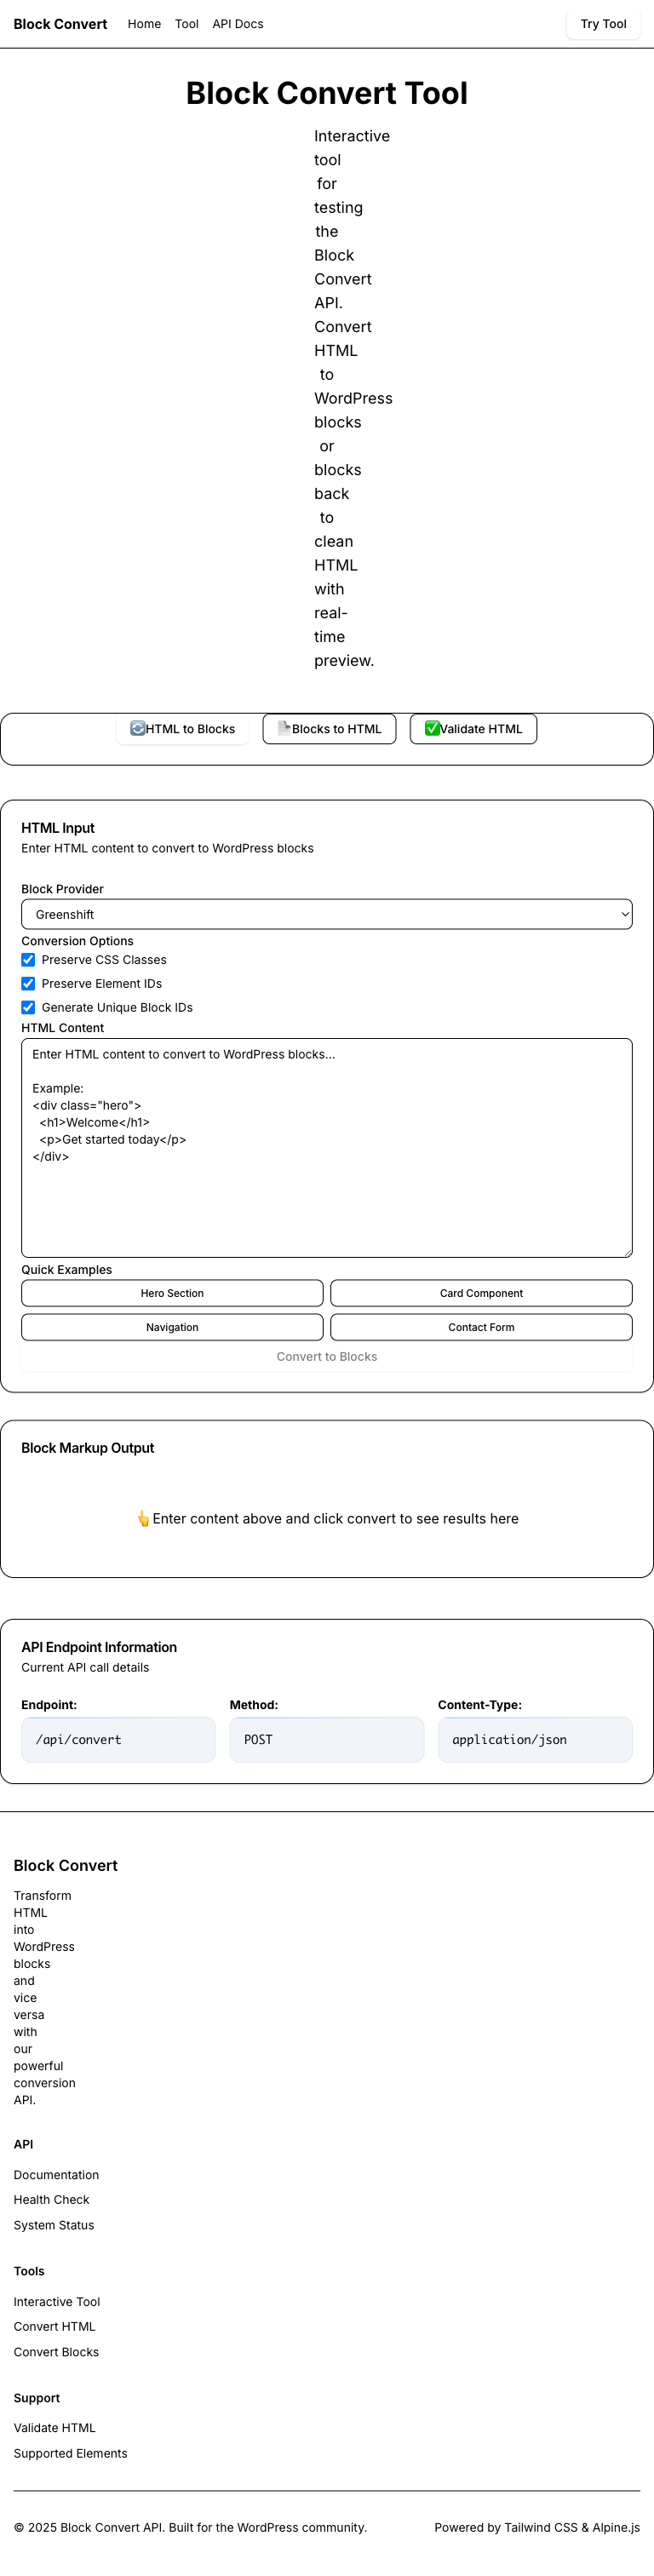 Block Convert Home Tool API Docs Try Tool
Block Convert Tool
Interactive
tool
for
testing
the
Block
Convert
API.
Convert
HTML
to
WordPress
blocks
or
blocks
back
to
clean
HTML
with
real-
time
preview.
🔄HTML to Blocks 📄Blocks to HTML ✅Validate HTML
HTML Input
Enter HTML content to convert to WordPress blocks
Block Provider
Greenshift
Conversion Options
Preserve CSS Classes
Preserve Element IDs
Generate Unique Block IDs
HTML Content
Enter HTML content to convert to WordPress blocks...
Example:
<div class="hero">
  <h1>Welcome</h1>
  <p>Get started today</p>
</div>
Quick Examples
Hero Section Card Component
Navigation Contact Form
Convert to Blocks
Block Markup Output
👆Enter content above and click convert to see results here
API Endpoint Information
Current API call details
Endpoint: Method: Content-Type:
/api/convert POST application/json
Block Convert
Transform
HTML
into
WordPress
blocks
and
vice
versa
with
our
powerful
conversion
API.
API
Documentation
Health Check
System Status
Tools
Interactive Tool
Convert HTML
Convert Blocks
Support
Validate HTML
Supported Elements
© 2025 Block Convert API. Built for the WordPress community. Powered by Tailwind CSS & Alpine.js